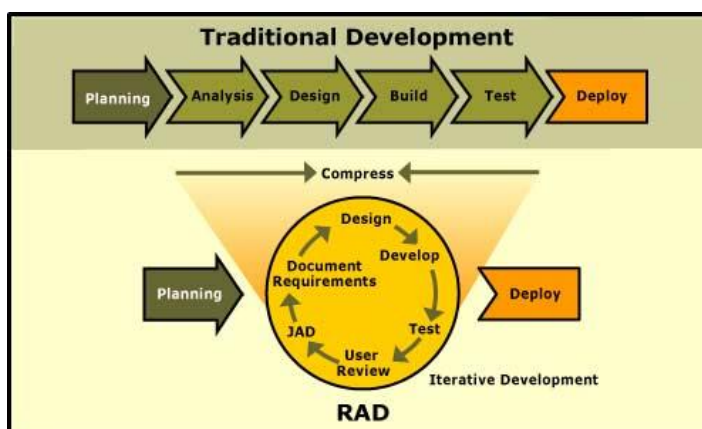 Traditional Development
Planning
Analysis
Design
Build
Test
Deploy
Compress
Design
Develop
Test
User
Review
JAD
Document
Requirements
Planning
Deploy
Iterative Development
RAD